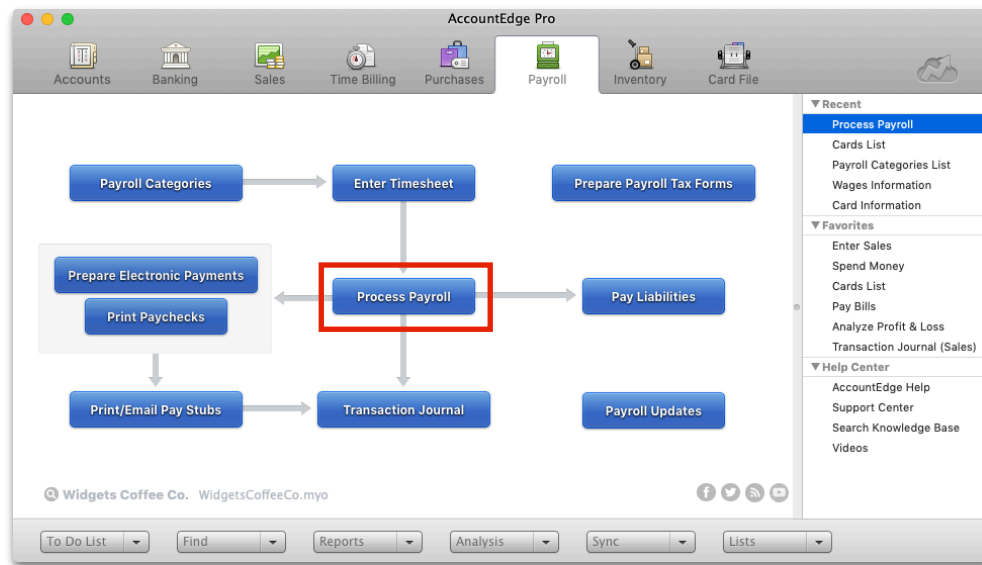 AccountEdge Pro
Accounts
Banking
Sales
Time Billing
Purchases
Payroll
Inventory
Card File
Payroll Categories
Enter Timesheet
Prepare Payroll Tax Forms
Prepare Electronic Payments
Print Paychecks
Process Payroll
Pay Liabilities
Print/Email Pay Stubs
Transaction Journal
Payroll Updates
Widgets Coffee Co. WidgetsCoffeeCo.myo
Recent
Process Payroll
Cards List
Payroll Categories List
Wages Information
Card Information
Favorites
Enter Sales
Spend Money
Cards List
Pay Bills
Analyze Profit & Loss
Transaction Journal (Sales)
Help Center
AccountEdge Help
Support Center
Search Knowledge Base
Videos
To Do List
Find
Reports
Analysis
Sync
Lists